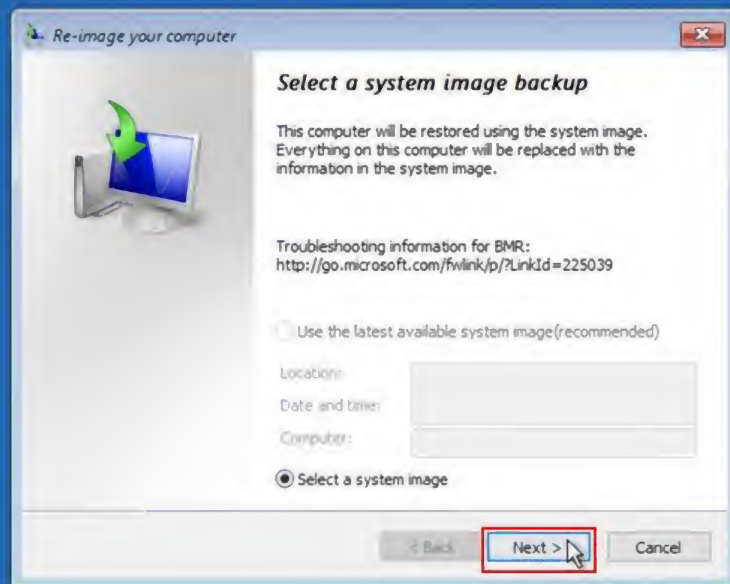 Re-image your computer
Select a system image backup
This computer will be restored using the system image.
Everything on this computer will be replaced with the
information in the system image.
Troubleshooting information for BMR:
http://go.microsoft.com/fwlink/p/?LinkId=225039
Use the latest available system image(recommended)
Location:
Date and time:
Computer:
Select a system image
< Back
Next >
Cancel